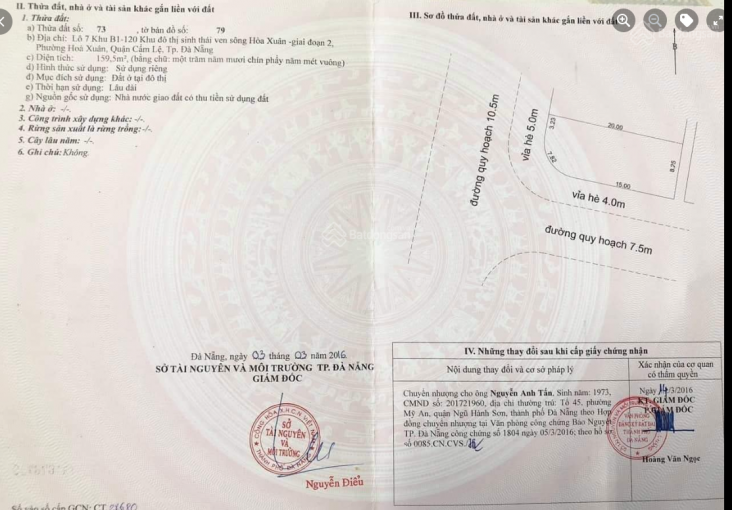 II. Thửa đất, nhà ở và tài sản khác gắn liền với đất
1. Thửa đất:
a) Thửa đất số: 73 , tờ bản đồ số: 79
b) Địa chỉ: Lô 7 Khu B1-120 Khu đô thị sinh thái ven sông Hòa Xuân -giai đoạn 2,
Phường Hoà Xuân, Quận Cẩm Lệ, Tp. Đà Nẵng
c) Diện tích: 159,5m², (bằng chữ: một trăm năm mươi chín phẩy năm mét vuông)
d) Hình thức sử dụng: Sử dụng riêng
đ) Mục đích sử dụng: Đất ở tại đô thị
e) Thời hạn sử dụng: Lâu dài
g) Nguồn gốc sử dụng: Nhà nước giao đất có thu tiền sử dụng đất
2. Nhà ở: -/-.
3. Công trình xây dựng khác: -/-.
4. Rừng sản xuất là rừng trồng: -/-.
5. Cây lâu năm: -/-.
6. Ghi chú: Không.
Đà Nẵng, ngày 03 tháng 03 năm 2016
SỞ TÀI NGUYÊN VÀ MÔI TRƯỜNG TP. ĐÀ NẴNG
GIÁM ĐỐC
SỞ
TÀI NGUYÊN
VÀ
MÔI TRƯỜNG
Nguyễn Điểu
Số vào sổ cấp GCN: CT
III. Sơ đồ thửa đất, nhà ở và tài sản khác gắn liền với đất
B
đường quy hoạch 10.5m
vỉa hè 5.0m
3.23
20.00
7.82
8.25
15.00
vỉa hè 4.0m
đường quy hoạch 7.5m
IV. Những thay đổi sau khi cấp giấy chứng nhận
Nội dung thay đổi và cơ sở pháp lý
Xác nhận của cơ quan
có thẩm quyền
Chuyển nhượng cho ông Nguyễn Anh Tấn, Sinh năm: 1973,
CMND số: 201721960, địa chỉ thường trú: Tổ 45, phường
Mỹ An, quận Ngũ Hành Sơn, thành phố Đà Nẵng theo Hợp
đồng chuyển nhượng tại Văn phòng công chứng Bao Nguyệt
TP. Đà Nẵng công chứng số 1804 ngày 05/3/2016; theo hồ sơ
số 0085.CN.CVS./
Ngày 14/3/2016
KT. GIÁM ĐỐC
P. GIÁM ĐỐC
Hoàng Văn Ngọc